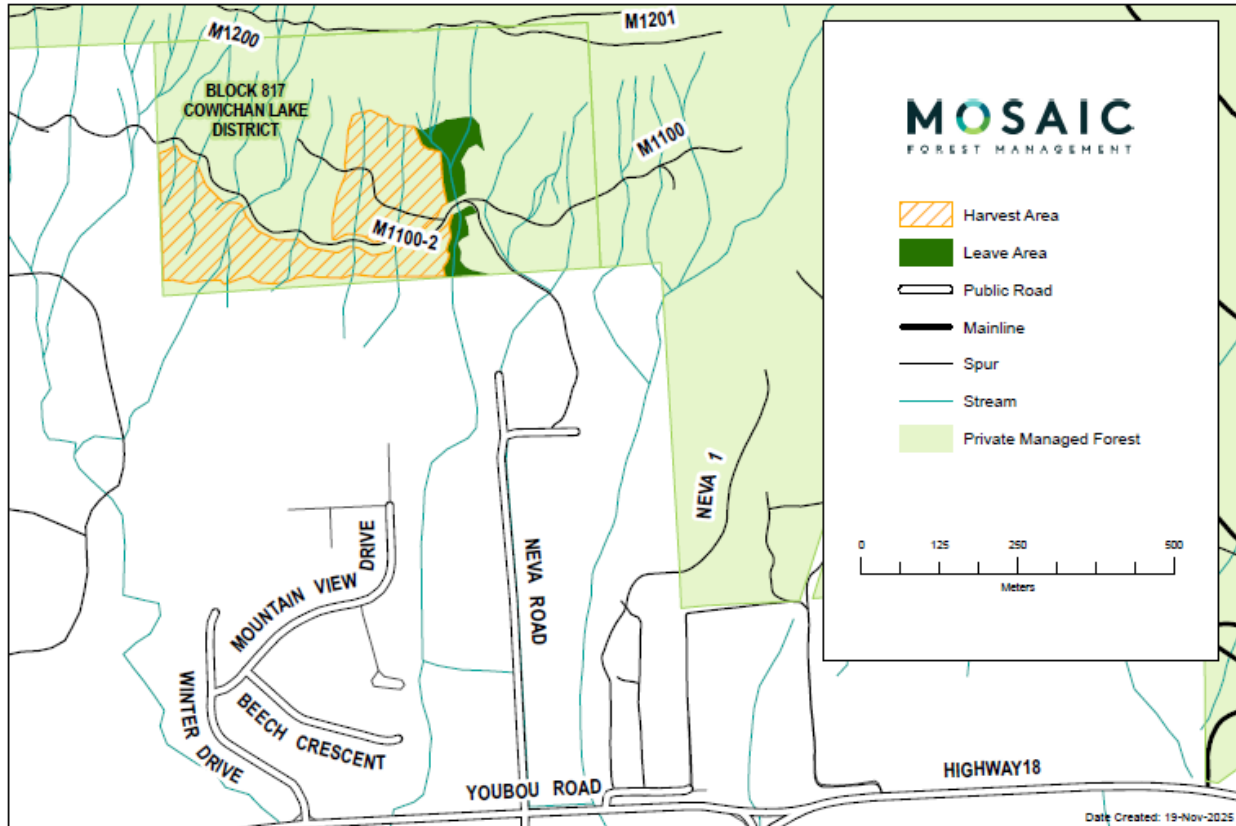 M1200
M1201
BLOCK 817
COWICHAN LAKE
DISTRICT
M1100
M1100-2
NEVA 1
NEVA ROAD
MOUNTAIN VIEW DRIVE
WINTER DRIVE
BEECH CRESCENT
YOUBOU ROAD
HIGHWAY18
MOSAIC
FOREST MANAGEMENT
Harvest Area
Leave Area
Public Road
Mainline
Spur
Stream
Private Managed Forest
0 125 250 500
Meters
Date Created: 19-Nov-2025